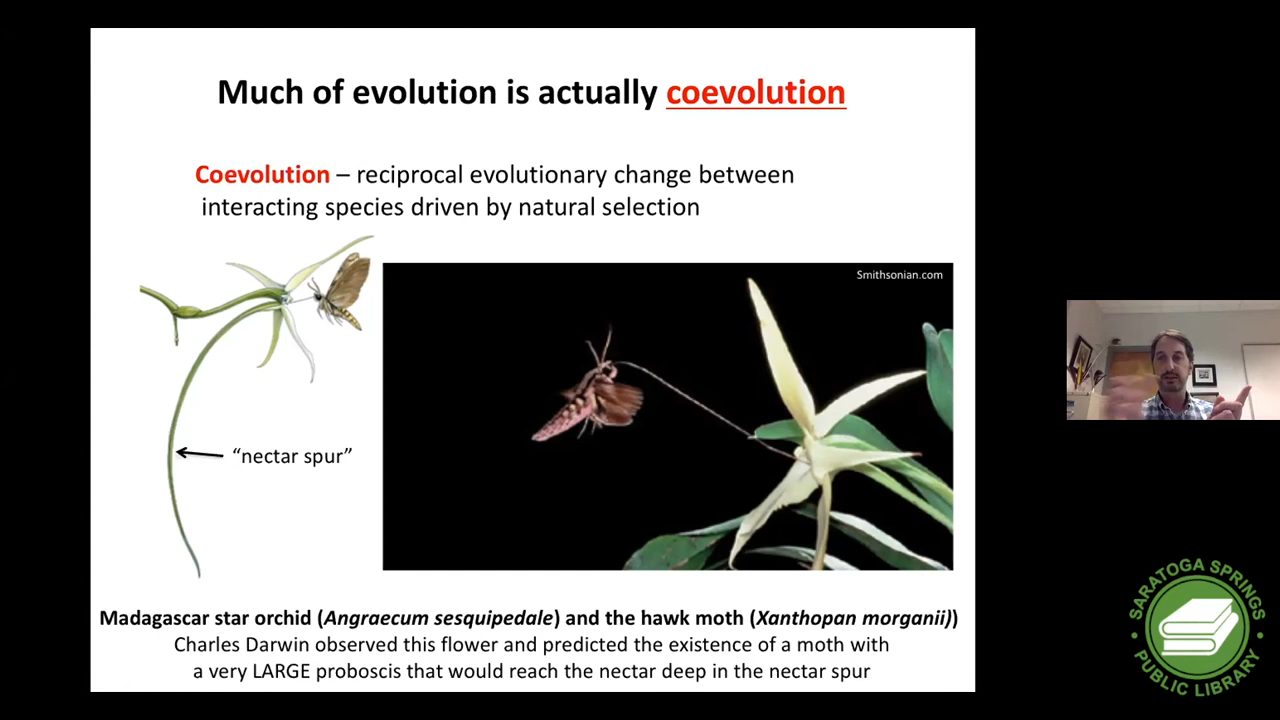 Much of evolution is actually coevolution
Coevolution – reciprocal evolutionary change between
interacting species driven by natural selection
Smithsonian.com
“nectar spur”
Madagascar star orchid (Angraecum sesquipedale) and the hawk moth (Xanthopan morganii))
Charles Darwin observed this flower and predicted the existence of a moth with
a very LARGE proboscis that would reach the nectar deep in the nectar spur
SARATOGA SPRINGS
PUBLIC LIBRARY